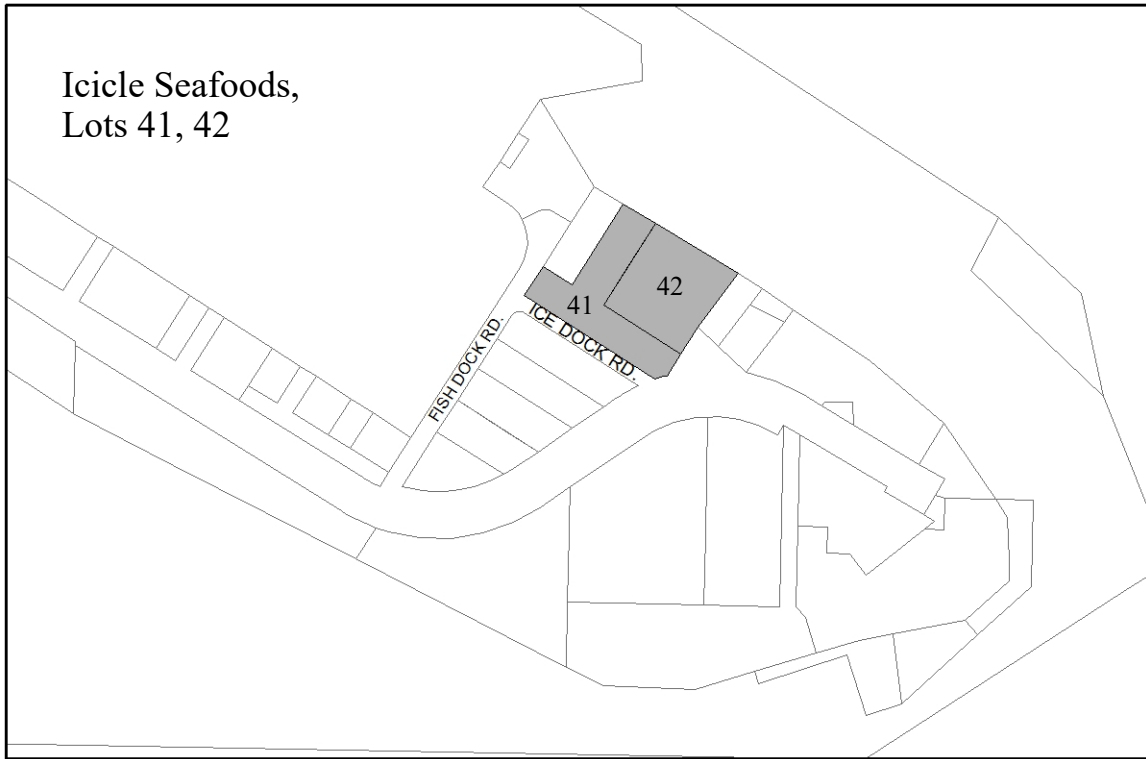 Icicle Seafoods,
Lots 41, 42
42
41
ICE DOCK RD.
FISH DOCK RD.